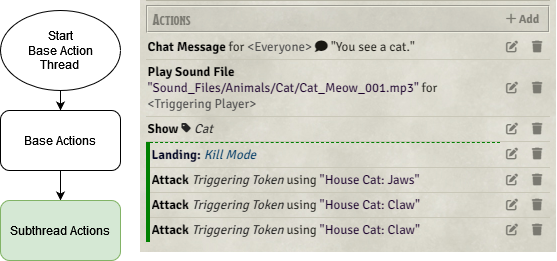 Start
Base Action
Thread
Base Actions
Subthread Actions
ACTIONS
+ Add
Chat Message for <Everyone> "You see a cat."
Play Sound File
"Sound_Files/Animals/Cat/Cat_Meow_001.mp3" for
<Triggering Player>
Show Cat
Landing: Kill Mode
Attack Triggering Token using "House Cat: Jaws"
Attack Triggering Token using "House Cat: Claw"
Attack Triggering Token using "House Cat: Claw"